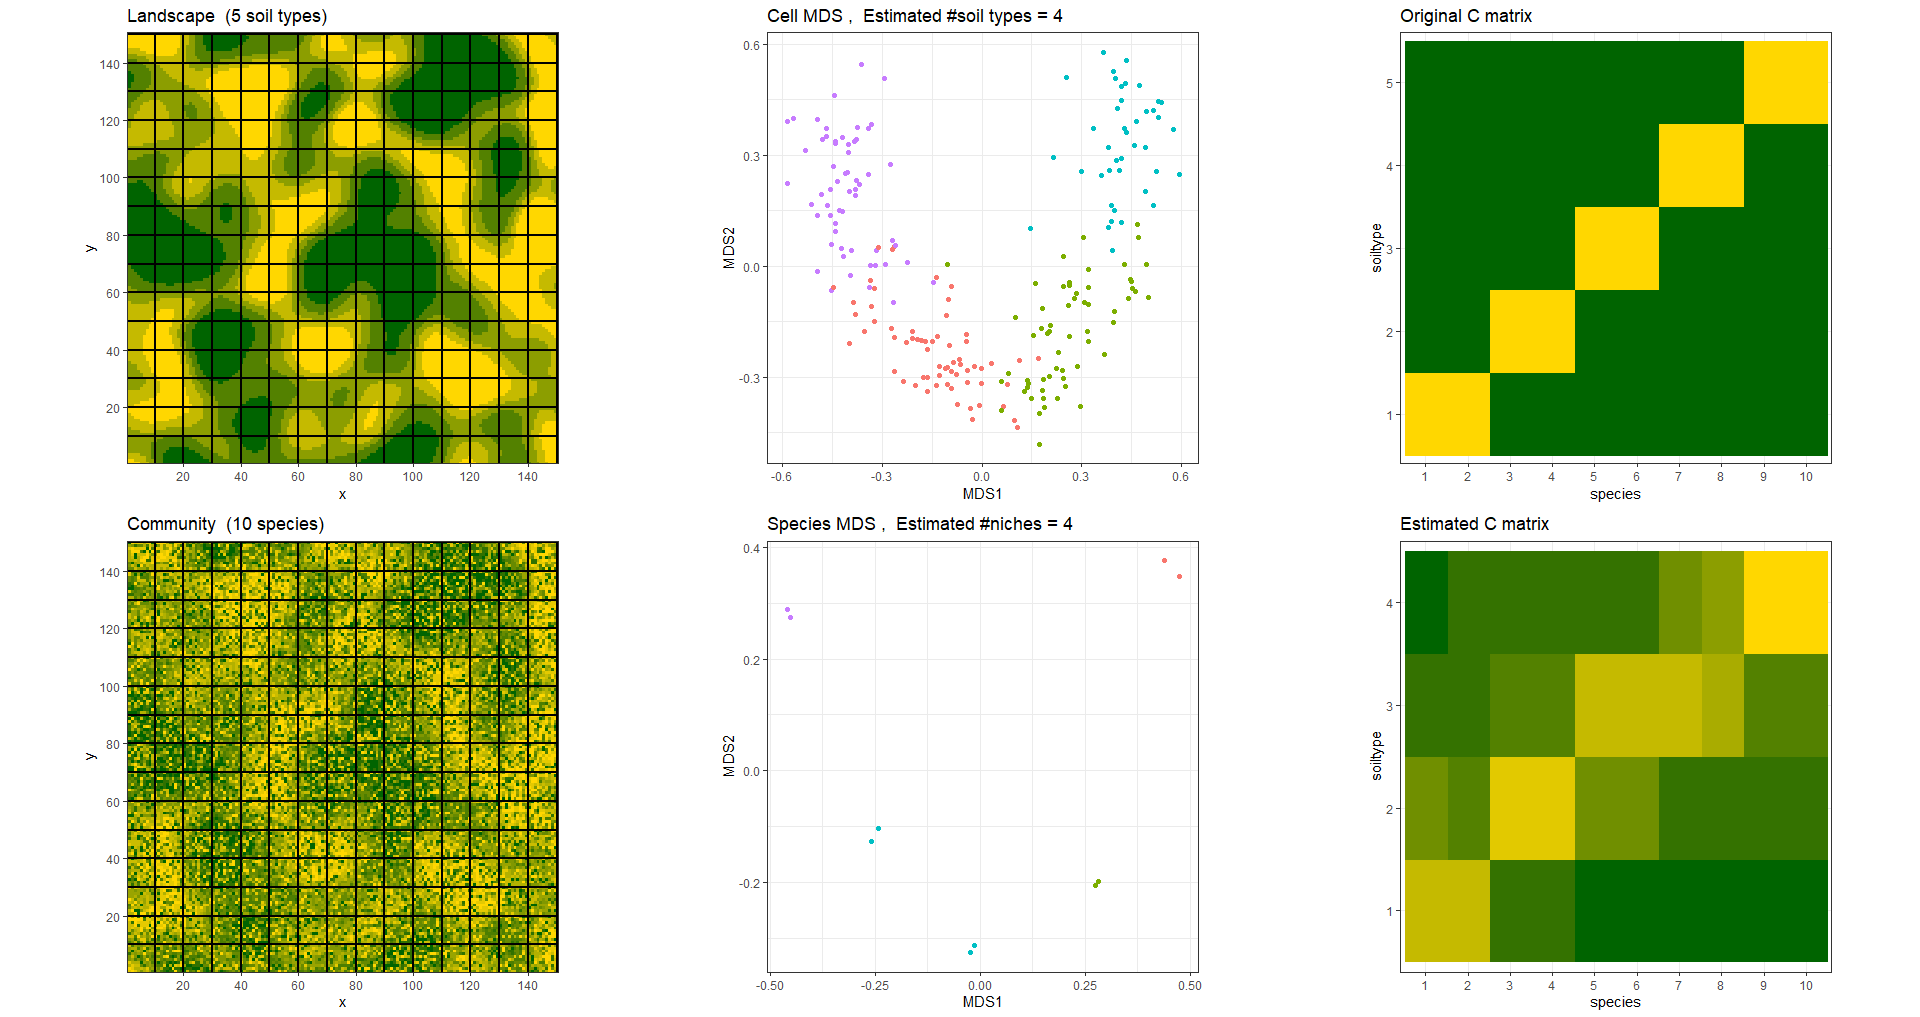 Landscape  (5 soil types)
140
120
100
80
60
40
20
y
20 40 60 80 100 120 140
x
Cell MDS ,  Estimated #soil types = 4
0.6
0.3
0.0
-0.3
MDS2
-0.6 -0.3 0.0 0.3 0.6
MDS1
Original C matrix
5
4
3
2
1
soiltype
1 2 3 4 5 6 7 8 9 10
species
Community  (10 species)
140
120
100
80
60
40
20
y
20 40 60 80 100 120 140
x
Species MDS ,  Estimated #niches = 4
0.4
0.2
0.0
-0.2
MDS2
-0.50 -0.25 0.00 0.25 0.50
MDS1
Estimated C matrix
4
3
2
1
soiltype
1 2 3 4 5 6 7 8 9 10
species